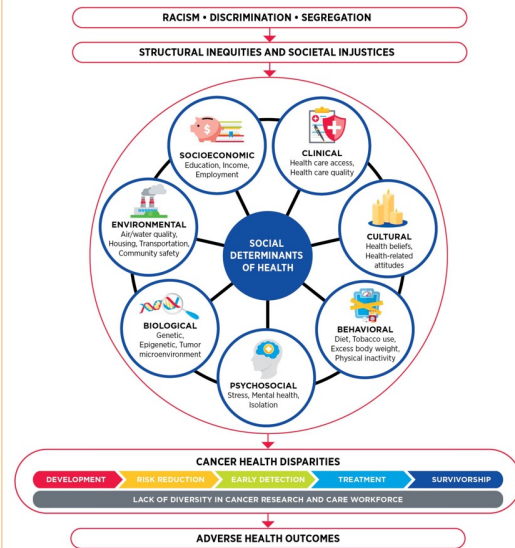 RACISM • DISCRIMINATION • SEGREGATION
STRUCTURAL INEQUITIES AND SOCIETAL INJUSTICES
SOCIOECONOMIC
Education, Income,
Employment
CLINICAL
Health care access,
Health care quality
ENVIRONMENTAL
Air/water quality,
Housing, Transportation,
Community safety
SOCIAL
DETERMINANTS
OF HEALTH
CULTURAL
Health beliefs,
Health-related
attitudes
BIOLOGICAL
Genetic,
Epigenetic, Tumor
microenvironment
BEHAVIORAL
Diet, Tobacco use,
Excess body weight,
Physical inactivity
PSYCHOSOCIAL
Stress, Mental health,
Isolation
CANCER HEALTH DISPARITIES
DEVELOPMENT RISK REDUCTION EARLY DETECTION TREATMENT SURVIVORSHIP
LACK OF DIVERSITY IN CANCER RESEARCH AND CARE WORKFORCE
ADVERSE HEALTH OUTCOMES